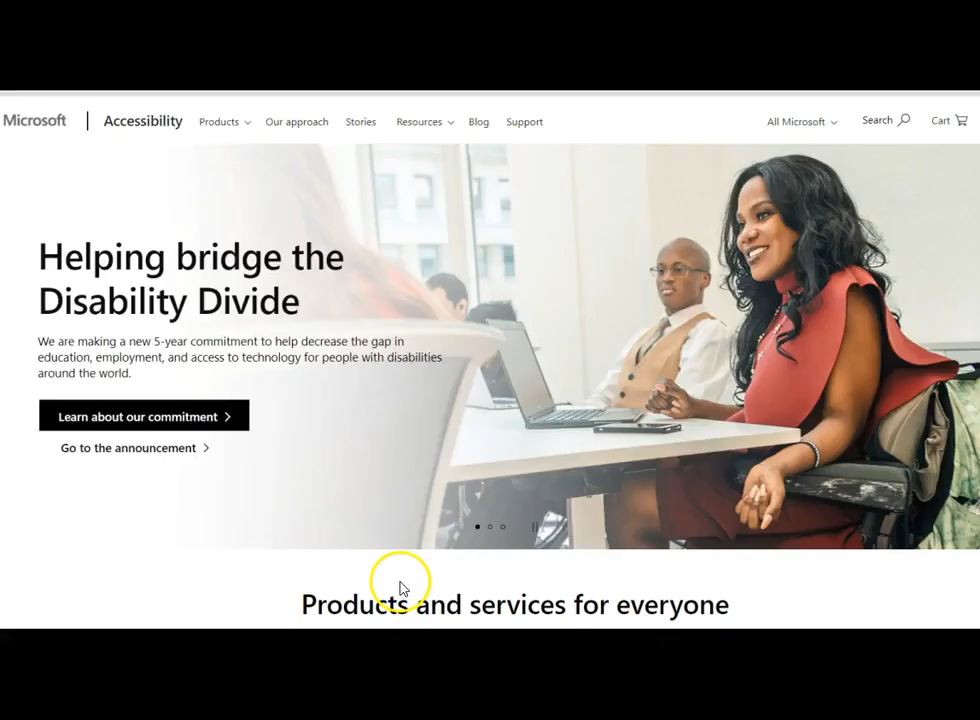 Microsoft
Accessibility
Products
Our approach
Stories
Resources
Blog
Support
All Microsoft
Search
Cart
Helping bridge the
Disability Divide
We are making a new 5-year commitment to help decrease the gap in
education, employment, and access to technology for people with disabilities
around the world.
Learn about our commitment
Go to the announcement
Products and services for everyone